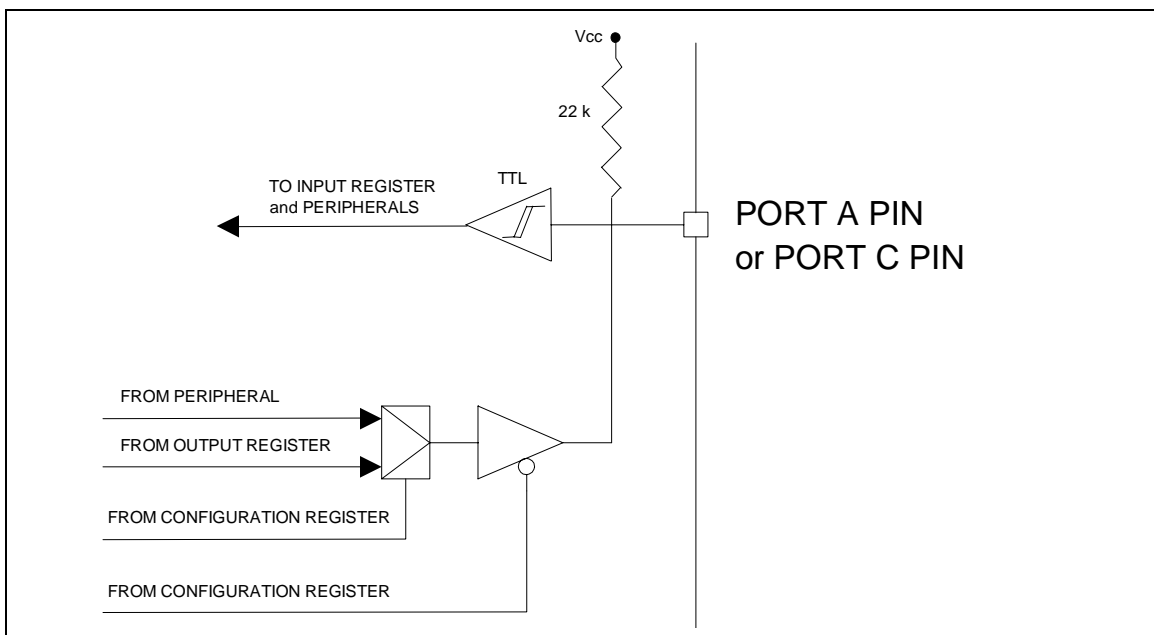 Vcc
22 k
TTL
TO INPUT REGISTER
and PERIPHERALS
PORT A PIN
or PORT C PIN
FROM PERIPHERAL
FROM OUTPUT REGISTER
FROM CONFIGURATION REGISTER
FROM CONFIGURATION REGISTER